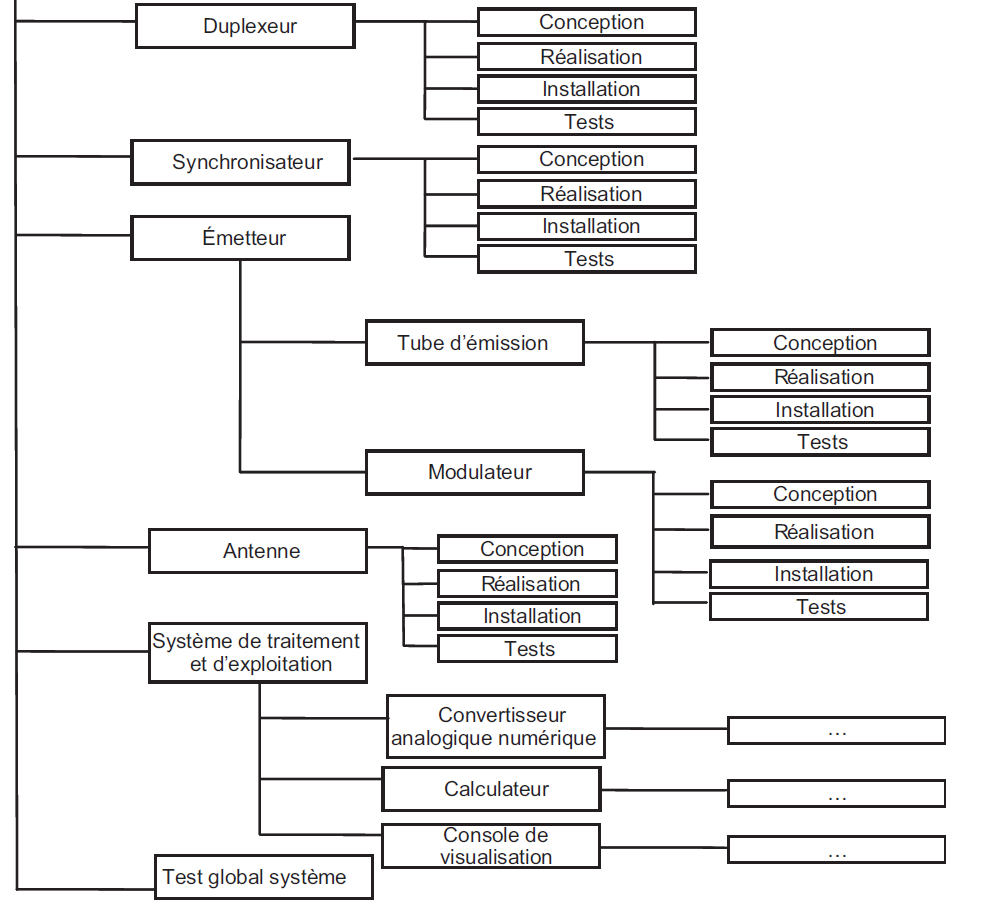 Duplexeur
Conception
Réalisation
Installation
Tests
Synchronisateur
Conception
Réalisation
Installation
Tests
Émetteur
Tube d’émission
Conception
Réalisation
Installation
Tests
Modulateur
Conception
Réalisation
Installation
Tests
Antenne
Conception
Réalisation
Installation
Tests
Système de traitement
et d’exploitation
Convertisseur
analogique numérique
...
Calculateur
...
Console de
visualisation
...
Test global système